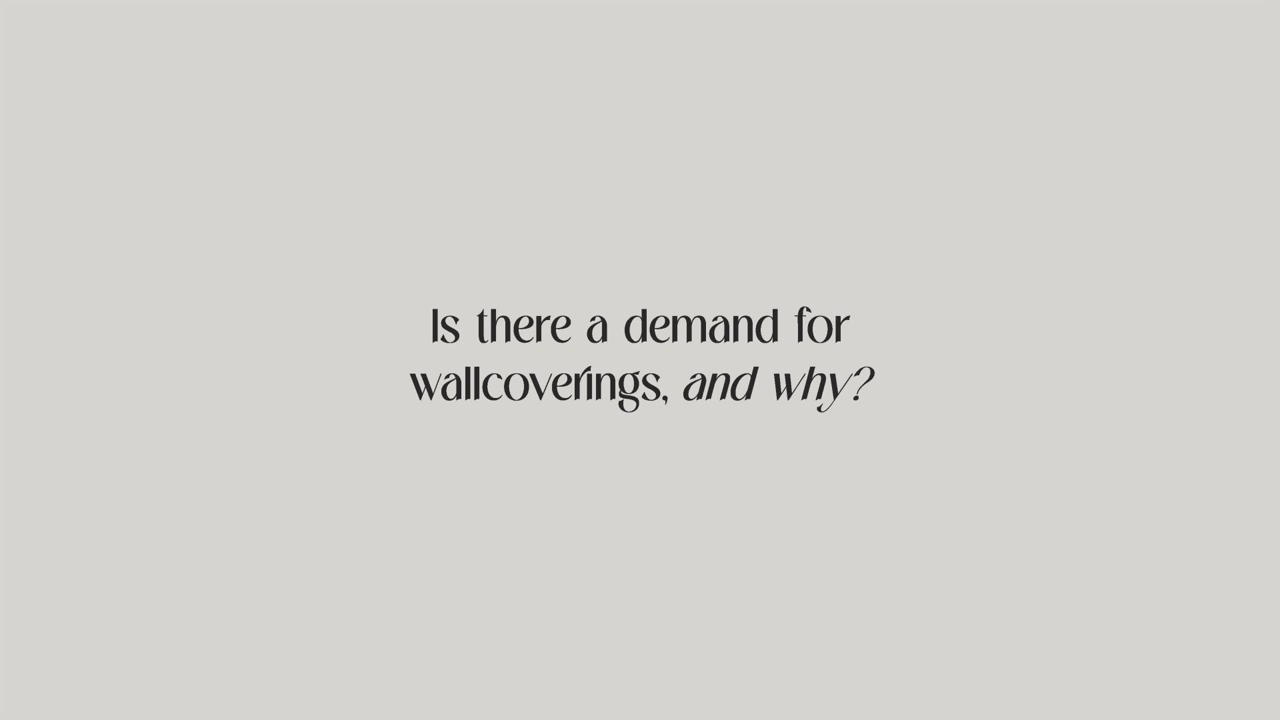 Is there a demand for
wallcoverings, and why?